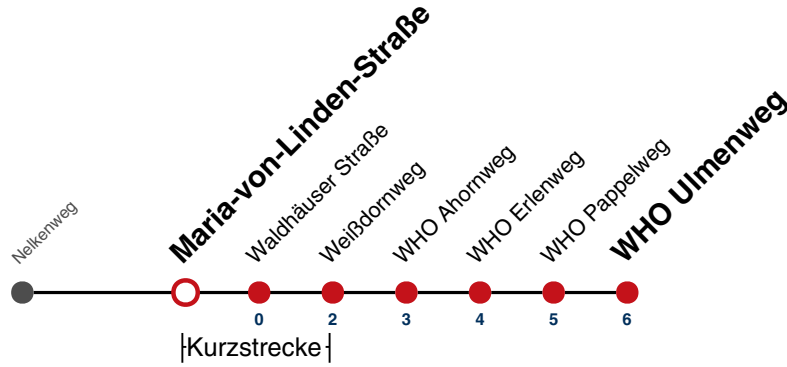 Nelkenweg
Maria-von-Linden-Straße
Waldhäuser Straße
Weißdornweg
WHO Ahornweg
WHO Erlenweg
WHO Pappelweg
WHO Ulmenweg
0 2 3 4 5 6
Kurzstrecke